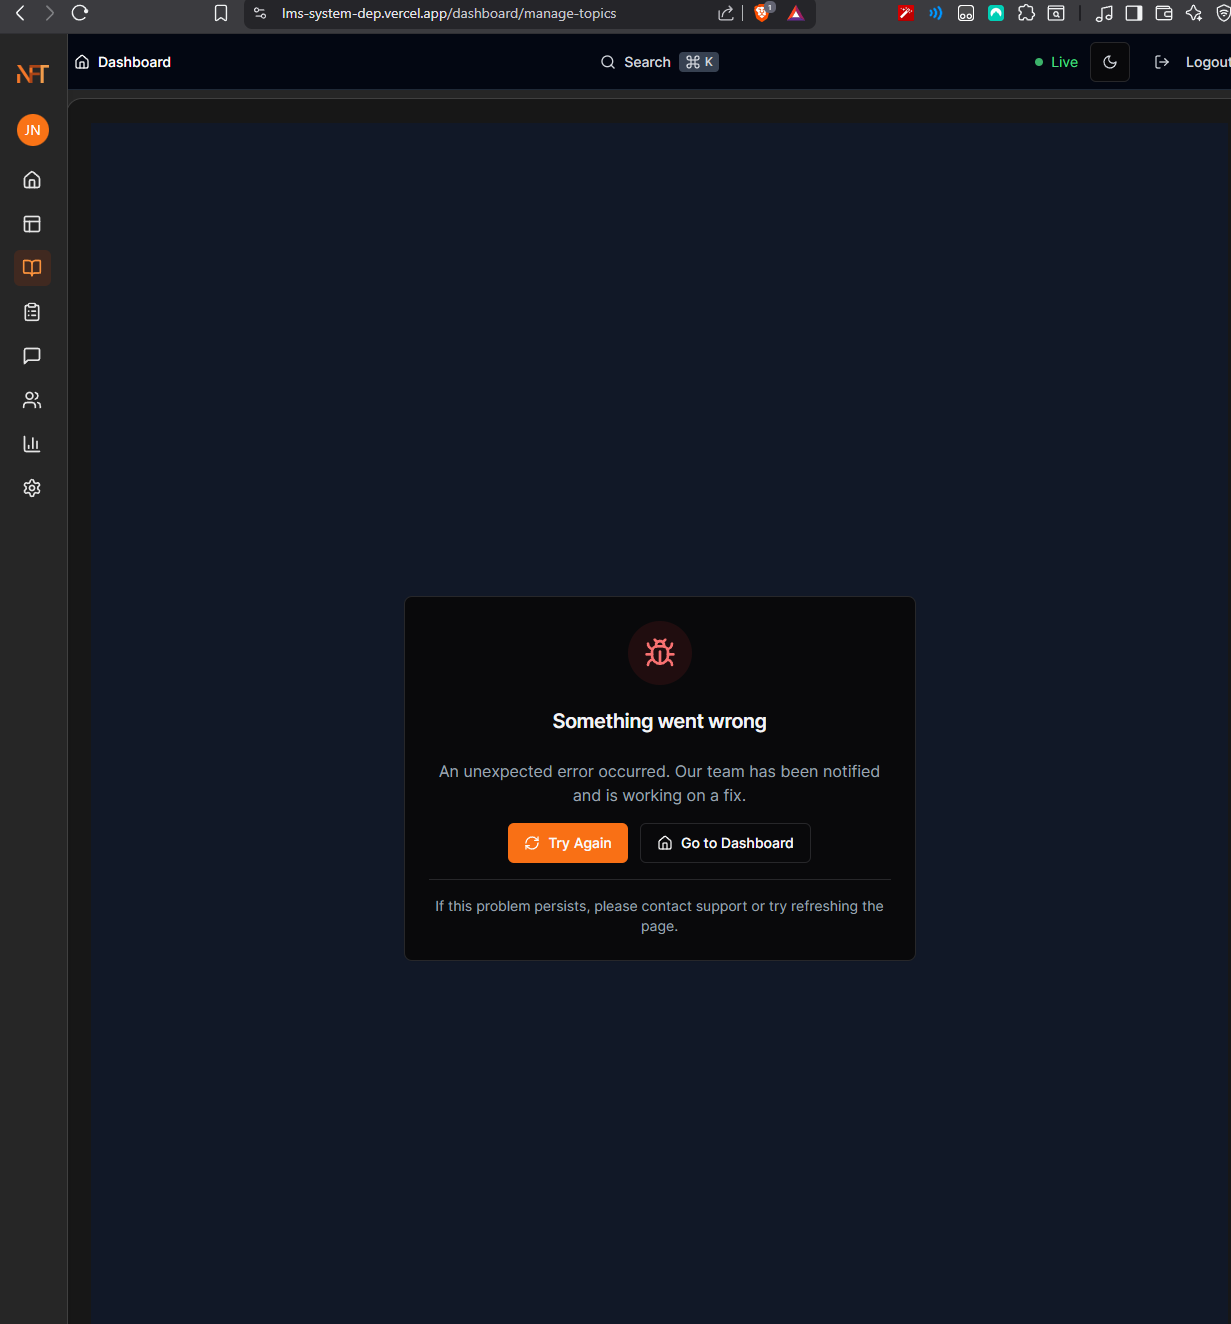 lms-system-dep.vercel.app/dashboard/manage-topics
1
NFT
Dashboard
Search ⌘ K
Live
Logout
JN
Something went wrong
An unexpected error occurred. Our team has been notified
and is working on a fix.
Try Again
Go to Dashboard
If this problem persists, please contact support or try refreshing the
page.